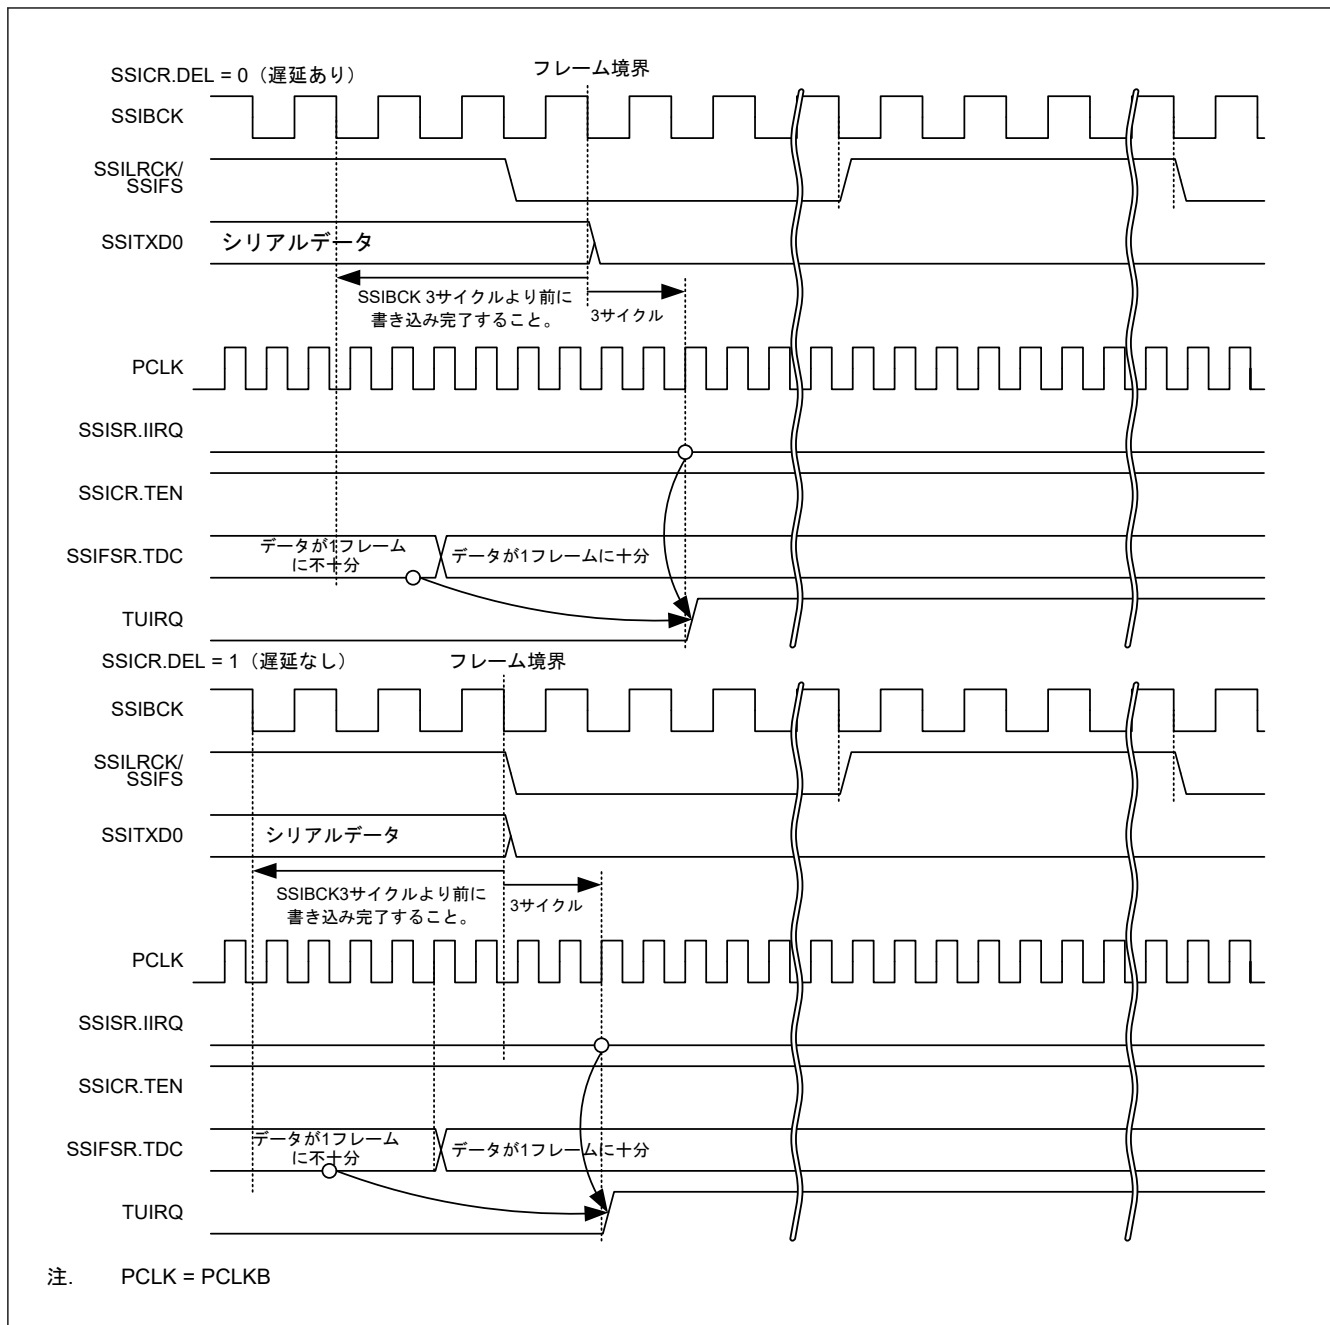 SSICR.DEL = 0（遅延あり）
フレーム境界
SSIBCK
SSILRCK/
SSIFS
SSITXD0
シリアルデータ
SSIBCK 3サイクルより前に
書き込み完了すること。
3サイクル
PCLK
SSISR.IIRQ
SSICR.TEN
SSIFSR.TDC
データが1フレーム
に不十分
データが1フレームに十分
TUIRQ
SSICR.DEL = 1（遅延なし）
フレーム境界
SSIBCK
SSILRCK/
SSIFS
SSITXD0
シリアルデータ
SSIBCK3サイクルより前に
書き込み完了すること。
3サイクル
PCLK
SSISR.IIRQ
SSICR.TEN
SSIFSR.TDC
データが1フレーム
に不十分
データが1フレームに十分
TUIRQ
注. PCLK = PCLKB